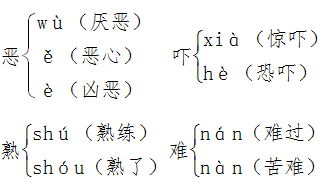 恶 wù（厌恶）
ě（恶心）
è（凶恶）
吓 xià（惊吓）
hè（恐吓）
熟 shú（熟练）
shóu（熟了）
难 nán（难过）
nàn（苦难）